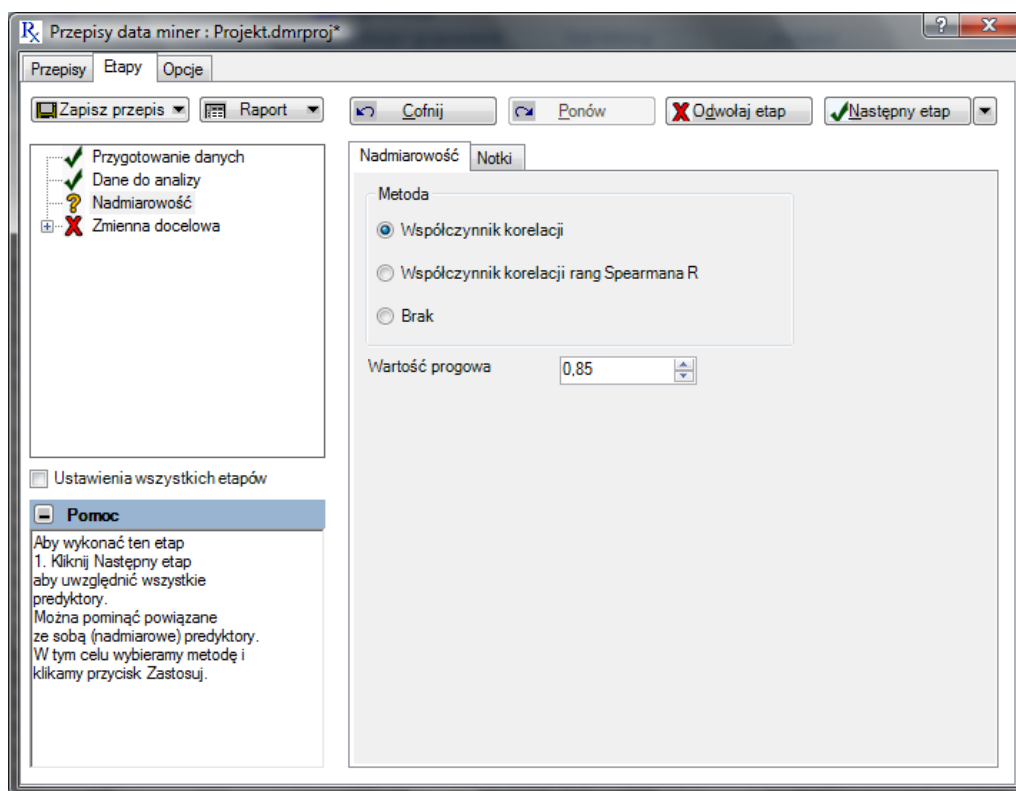 Rx Przepisy data miner : Projekt.dmrproj*
?
X
Przepisy
Etapy
Opcje
Zapisz przepis
Raport
Cofnij
Ponów
Odwołaj etap
Następny etap
Przygotowanie danych
Dane do analizy
Nadmiarowość
Zmienna docelowa
Nadmiarowość
Notki
Metoda
Współczynnik korelacji
Współczynnik korelacji rang Spearmana R
Brak
Wartość progowa
0,85
Ustawienia wszystkich etapów
Pomoc
Aby wykonać ten etap
1. Kliknij Następny etap
aby uwzględnić wszystkie
predyktory.
Można pominąć powiązane
ze sobą (nadmiarowe) predyktory.
W tym celu wybieramy metodę i
klikamy przycisk Zastosuj.